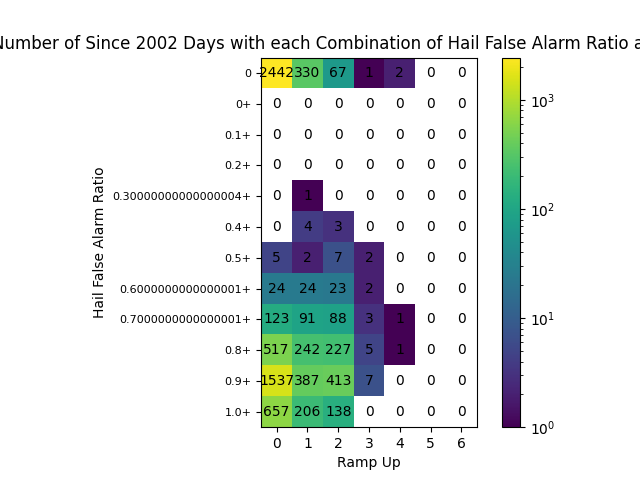 Number of Since 2002 Days with each Combination of Hail False Alarm Ratio a
0 2442 330 67 1 2 0 0
0+ 0 0 0 0 0 0 0
0.1+ 0 0 0 0 0 0 0
0.2+ 0 0 0 0 0 0 0
0.30000000000000004+ 0 1 0 0 0 0 0
0.4+ 0 4 3 0 0 0 0
0.5+ 5 2 7 2 0 0 0
0.6000000000000001+ 24 24 23 2 0 0 0
0.7000000000000001+ 123 91 88 3 1 0 0
0.8+ 517 242 227 5 1 0 0
0.9+ 1537 387 413 7 0 0 0
1.0+ 657 206 138 0 0 0 0
0 1 2 3 4 5 6
Ramp Up
Hail False Alarm Ratio
10³
10²
10¹
10⁰